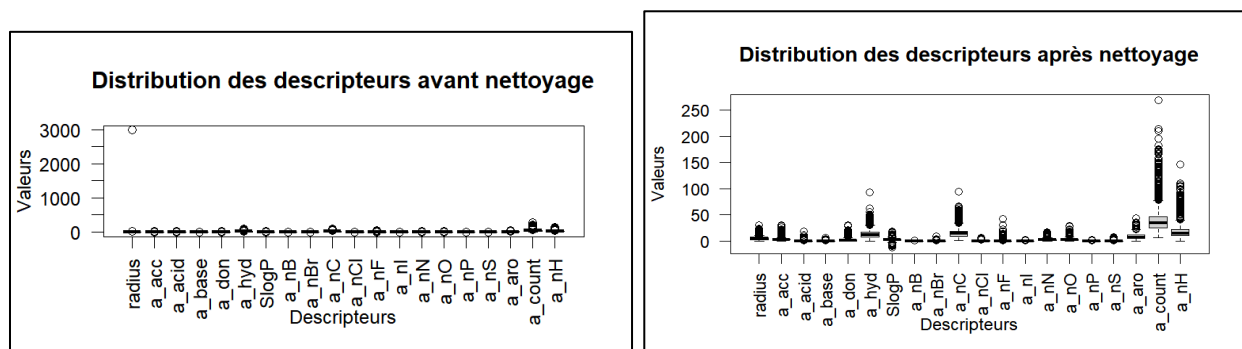 Distribution des descripteurs avant nettoyage
Valeurs
3000
2000
1000
0
radius
a_acc
a_acid
a_base
a_don
a_hyd
SlogP
a_nB
a_nBr
a_nC
a_nCl
a_nF
a_nI
a_nN
a_nO
a_nP
a_nS
a_aro
a_count
a_nH
Descripteurs
Distribution des descripteurs après nettoyage
Valeurs
250
200
150
100
50
0
radius
a_acc
a_acid
a_base
a_don
a_hyd
SlogP
a_nB
a_nBr
a_nC
a_nCl
a_nF
a_nI
a_nN
a_nO
a_nP
a_nS
a_aro
a_count
a_nH
Descripteurs